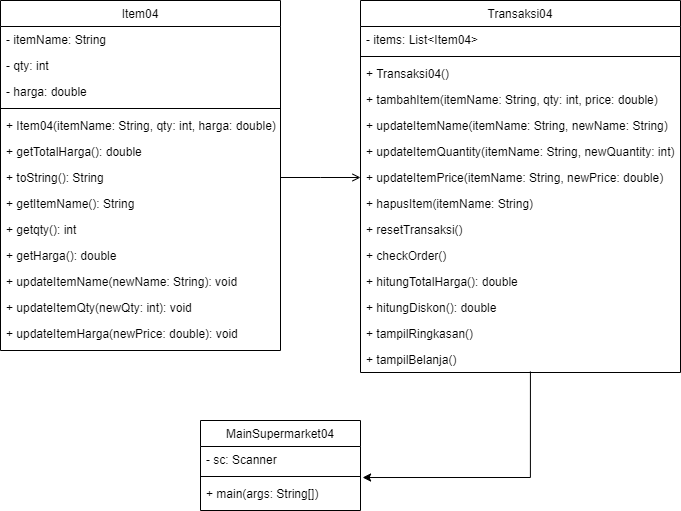 Item04
- itemName: String
- qty: int
- harga: double
+ Item04(itemName: String, qty: int, harga: double)
+ getTotalHarga(): double
+ toString(): String
+ getItemName(): String
+ getqty(): int
+ getHarga(): double
+ updateItemName(newName: String): void
+ updateItemQty(newQty: int): void
+ updateItemHarga(newPrice: double): void
Transaksi04
- items: List<Item04>
+ Transaksi04()
+ tambahItem(itemName: String, qty: int, price: double)
+ updateItemName(itemName: String, newName: String)
+ updateItemQuantity(itemName: String, newQuantity: int)
+ updateItemPrice(itemName: String, newPrice: double)
+ hapusItem(itemName: String)
+ resetTransaksi()
+ checkOrder()
+ hitungTotalHarga(): double
+ hitungDiskon(): double
+ tampilRingkasan()
+ tampilBelanja()
MainSupermarket04
- sc: Scanner
+ main(args: String[])